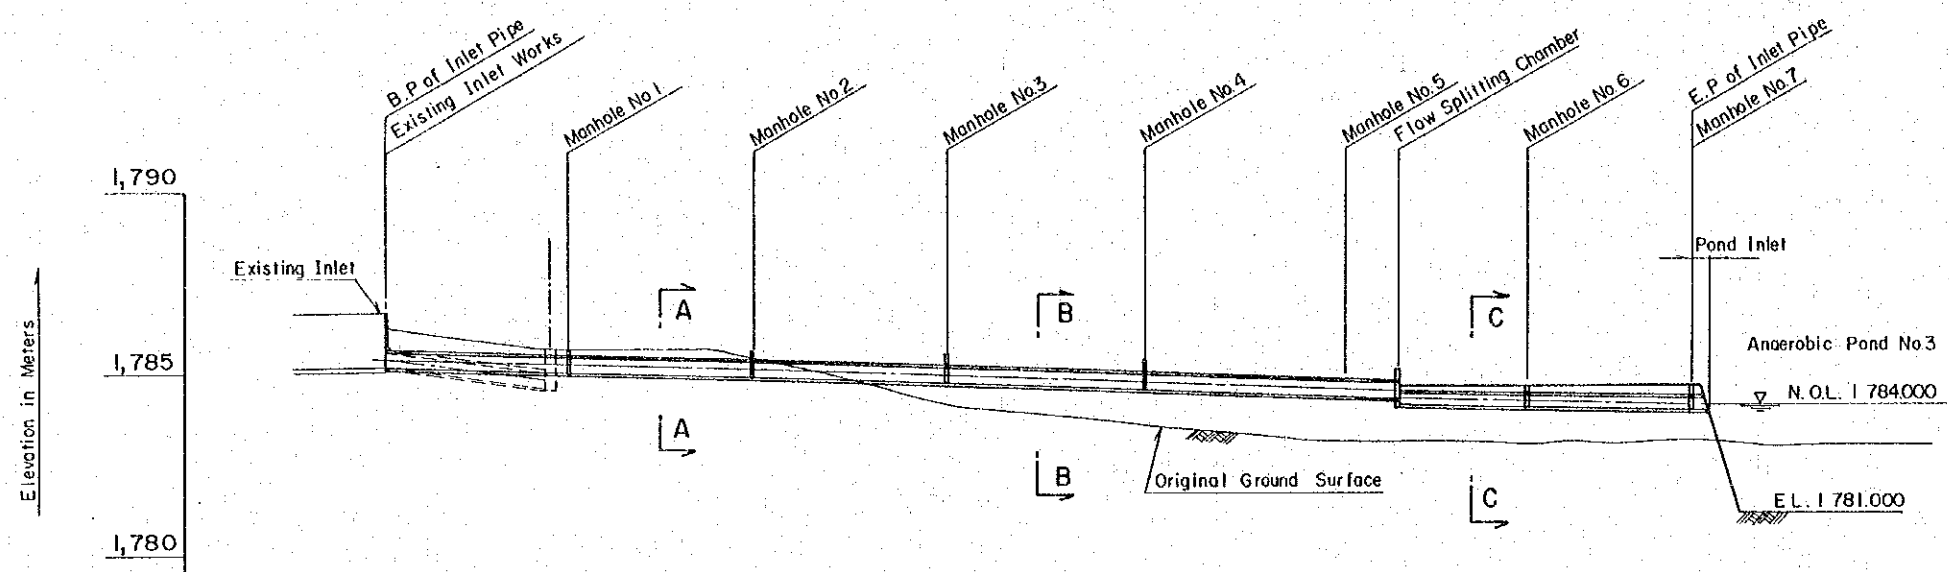 B.P of Inlet Pipe
Existing Inlet Works
Manhole No.1
Manhole No.2
Manhole No.3
Manhole No.4
Manhole No.5
Flow Splitting Chamber
Manhole No.6
E.P of Inlet Pipe
Manhole No.7
1,790
Existing Inlet
Pond Inlet
A
B
C
Elevation in Meters
1,785
Anaerobic Pond No.3
N.O.L. 1 784.000
A
B
Original Ground Surface
C
EL. 1 781.000
1,780